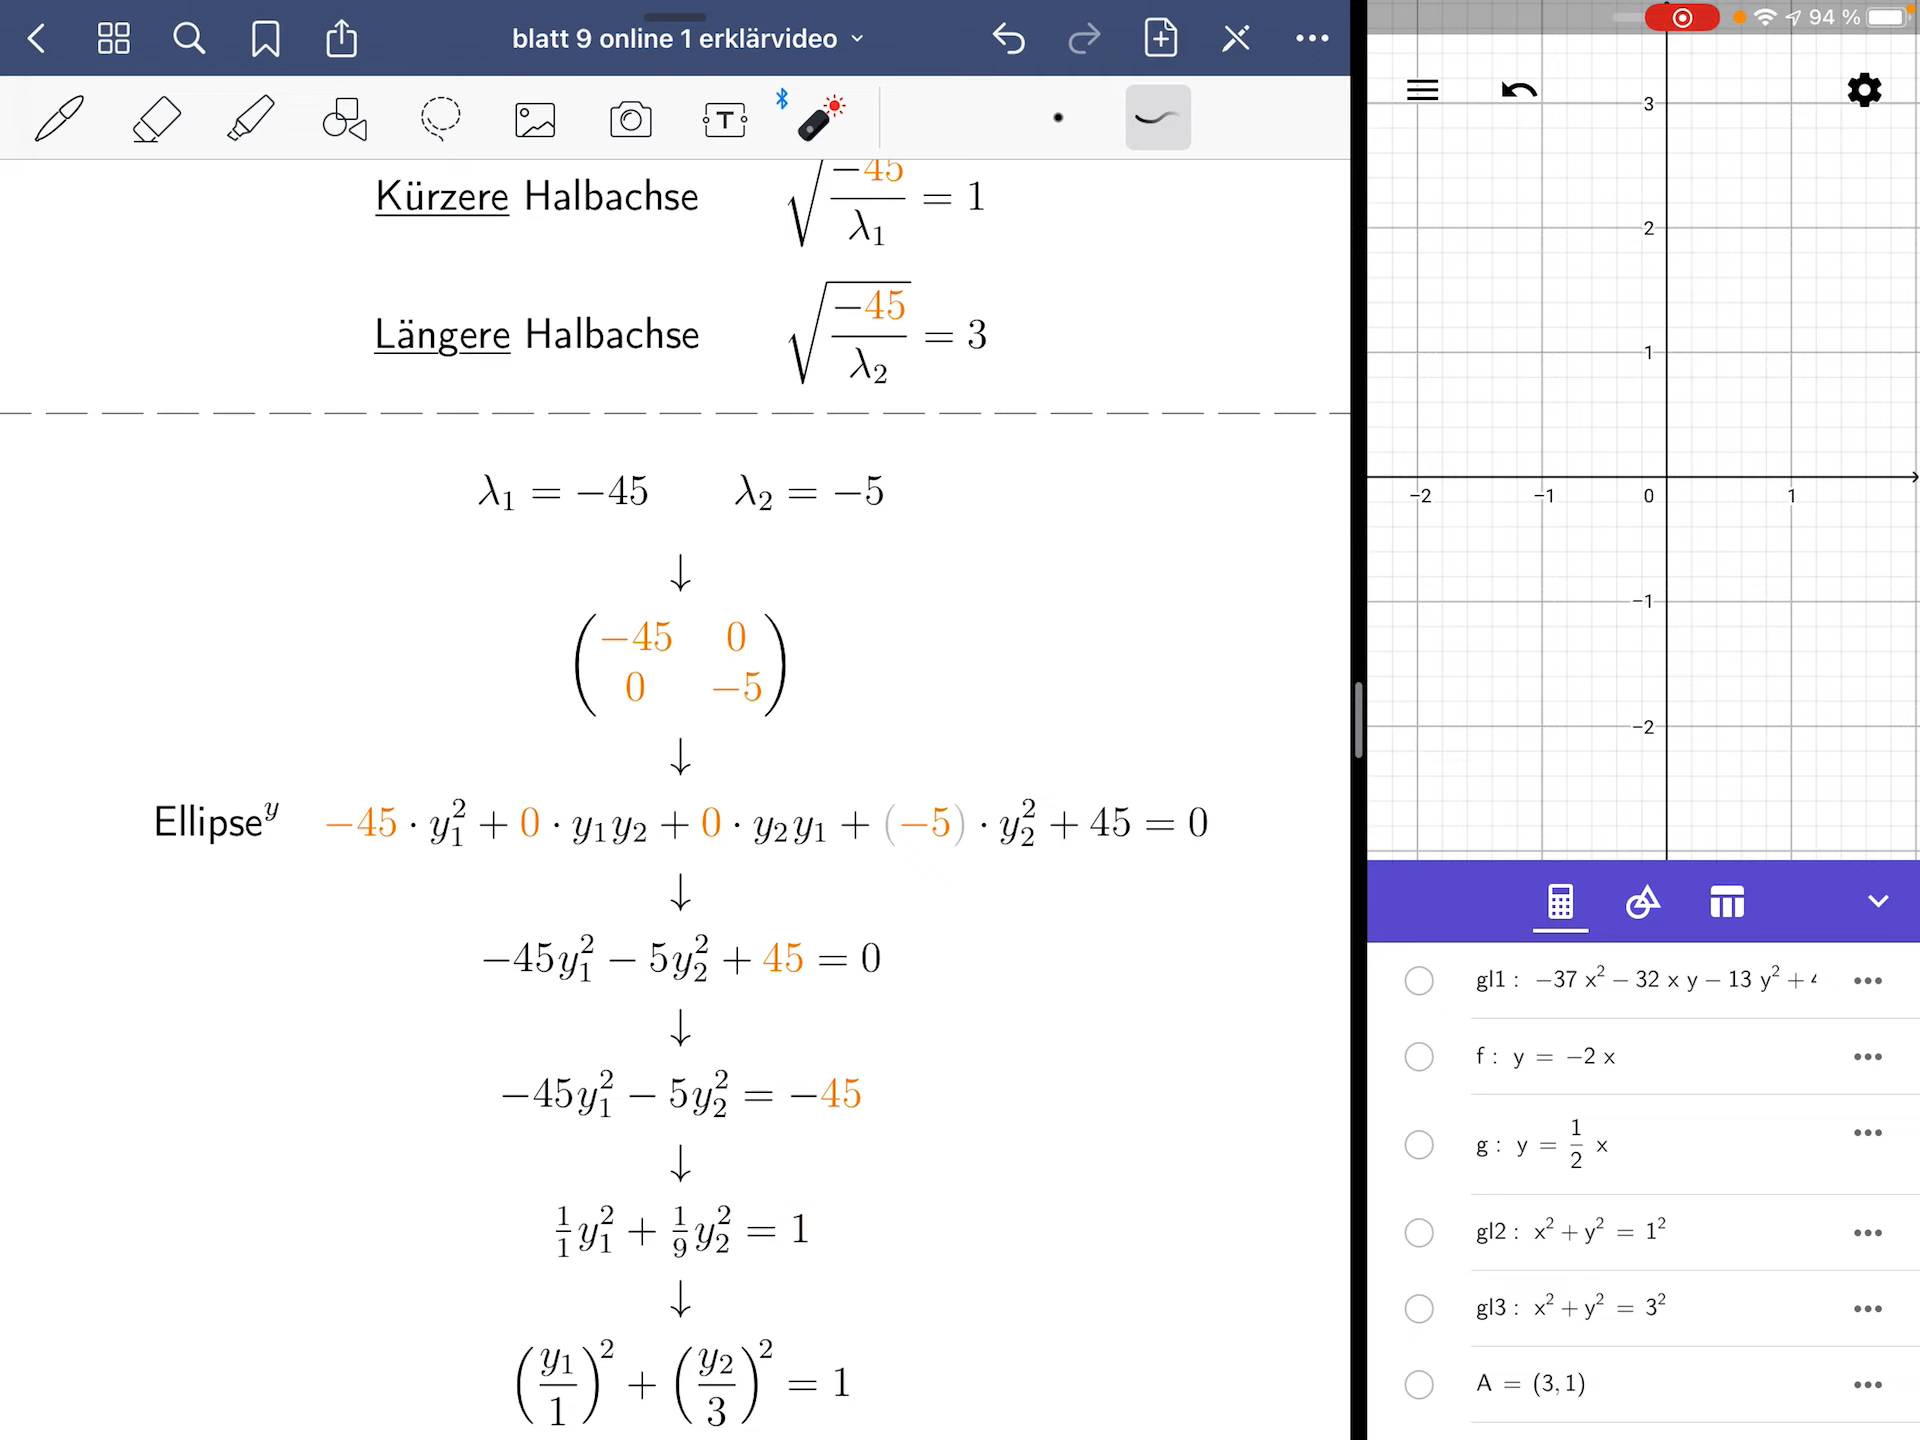 blatt 9 online 1 erklärvideo
94 %
Kürzere Halbachse √(−45/λ₁) = 1
Längere Halbachse √(−45/λ₂) = 3
λ₁ = −45 λ₂ = −5
↓
(−45 0
0 −5)
↓
Ellipseʸ −45 · y₁² + 0 · y₁y₂ + 0 · y₂y₁ + (−5) · y₂² + 45 = 0
↓
−45y₁² − 5y₂² + 45 = 0
↓
−45y₁² − 5y₂² = −45
↓
1/1 y₁² + 1/9 y₂² = 1
↓
(y₁/1)² + (y₂/3)² = 1
T
3
2
1
−2 −1 0 1
−1
−2
gl1 : −37 x² − 32 x y − 13 y² +
f : y = −2 x
g : y = 1/2 x
gl2 : x² + y² = 1²
gl3 : x² + y² = 3²
A = (3, 1)